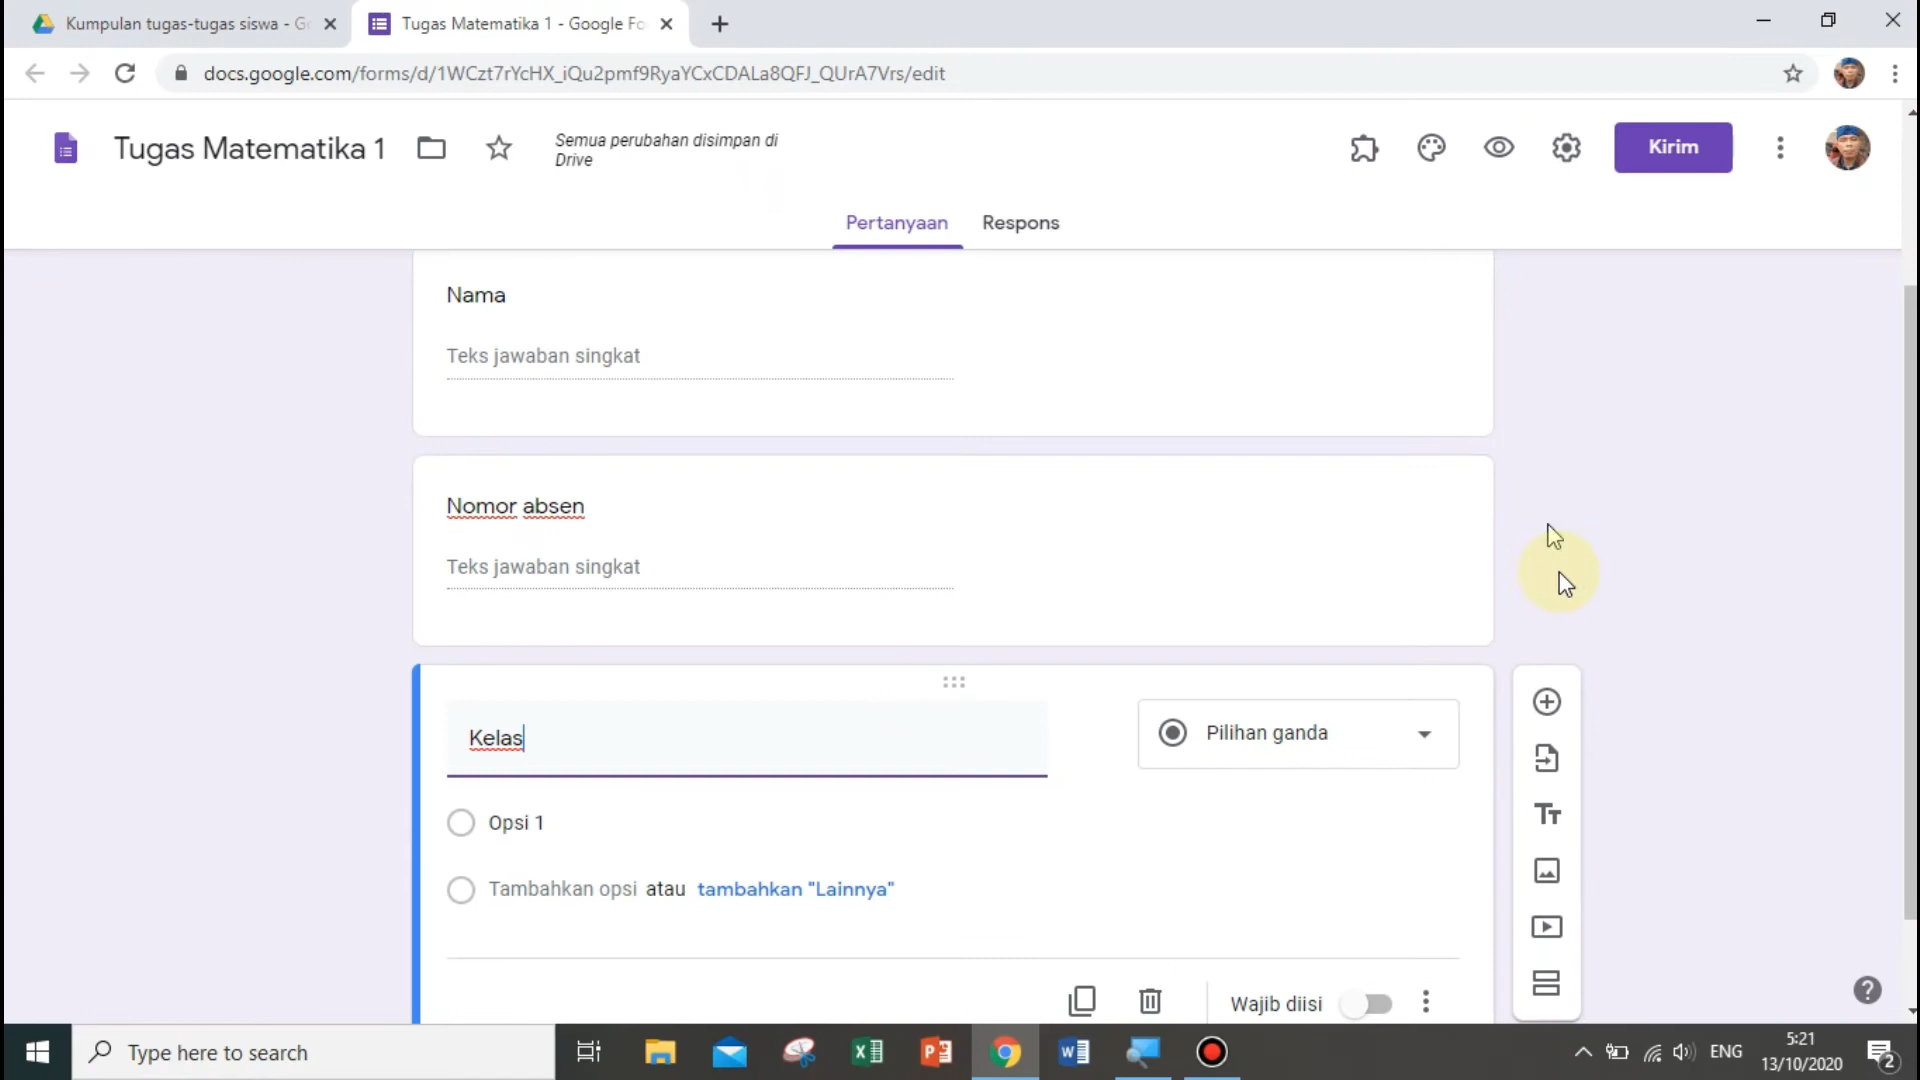 Kumpulan tugas-tugas siswa - Go
Tugas Matematika 1 - Google Fo
docs.google.com/forms/d/1WCzt7rYcHX_iQu2pmf9RyaYCxCDALa8QFJ_QUrA7Vrs/edit
Tugas Matematika 1
Semua perubahan disimpan di
Drive
Kirim
Pertanyaan
Respons
Nama
Teks jawaban singkat
Nomor absen
Teks jawaban singkat
Kelas
Pilihan ganda
Opsi 1
Tambahkan opsi atau tambahkan "Lainnya"
Wajib diisi
Type here to search
ENG
5:21
13/10/2020
2